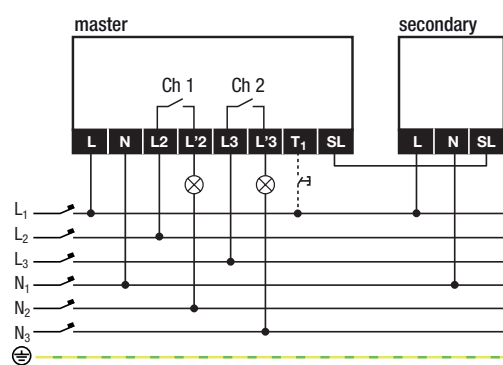 master
secondary
Ch 1
Ch 2
L N L2 L'2 L3 L'3 T₁ SL
L N SL
L₁
L₂
L₃
N₁
N₂
N₃